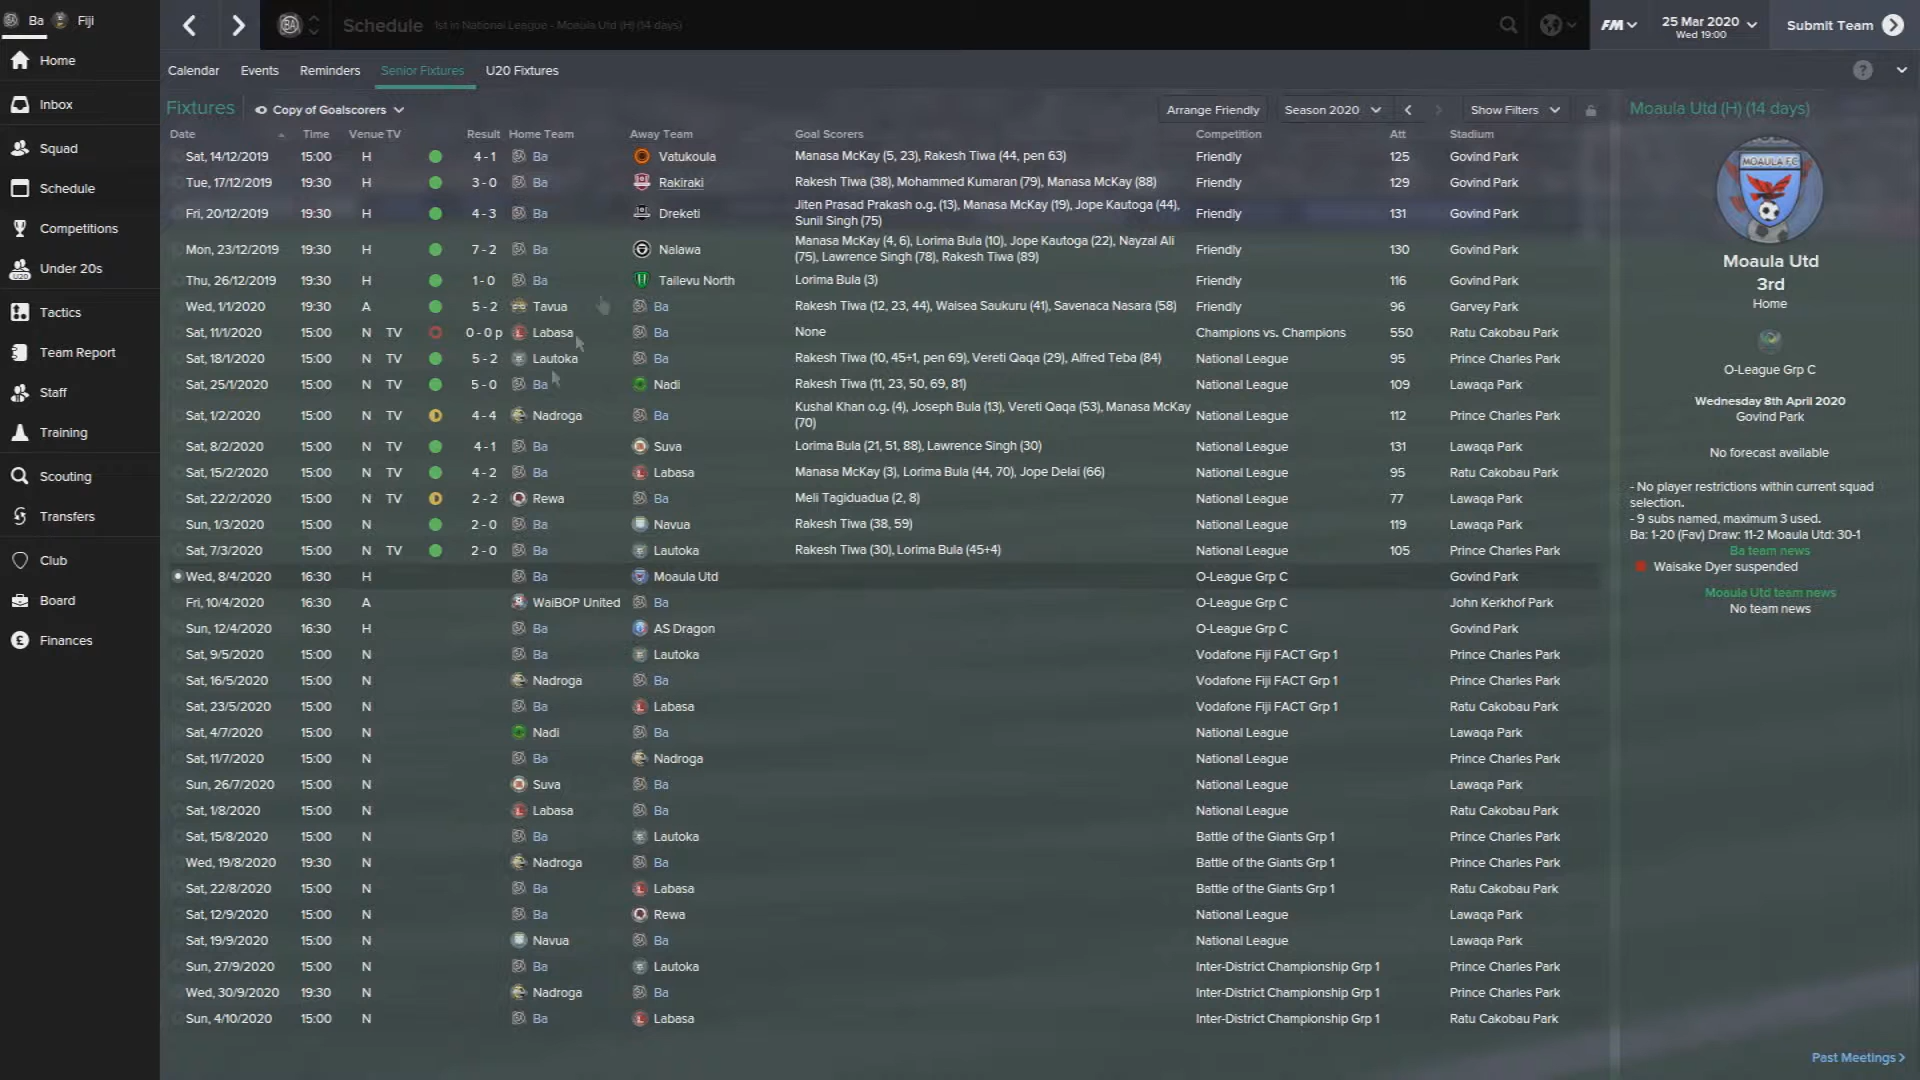 Ba Fiji
Schedule 1st in National League - Moaula Utd (H) (14 days)
FM
25 Mar 2020
Wed 19:00
Submit Team
Home
Inbox
Squad
Schedule
Competitions
Under 20s
Tactics
Team Report
Staff
Training
Scouting
Transfers
Club
Board
Finances
Calendar Events Reminders Senior Fixtures U20 Fixtures
Fixtures Copy of Goalscorers Arrange Friendly Season 2020 Show Filters
Date Time Venue TV Result Home Team Away Team Goal Scorers Competition Att Stadium
Sat, 14/12/2019 15:00 H 4 - 1 Ba Vatukoula Manasa McKay (5, 23), Rakesh Tiwa (44, pen 63) Friendly 125 Govind Park
Tue, 17/12/2019 19:30 H 3 - 0 Ba Rakiraki Rakesh Tiwa (38), Mohammed Kumaran (79), Manasa McKay (88) Friendly 129 Govind Park
Fri, 20/12/2019 19:30 H 4 - 3 Ba Dreketi Jiten Prasad Prakash o.g. (13), Manasa McKay (19), Jope Kautoga (44),
Sunil Singh (75) Friendly 131 Govind Park
Mon, 23/12/2019 19:30 H 7 - 2 Ba Nalawa Manasa McKay (4, 6), Lorima Bula (10), Jope Kautoga (22), Nayzal Ali
(75), Lawrence Singh (78), Rakesh Tiwa (89) Friendly 130 Govind Park
Thu, 26/12/2019 19:30 H 1 - 0 Ba Tailevu North Lorima Bula (3) Friendly 116 Govind Park
Wed, 1/1/2020 19:30 A 5 - 2 Tavua Ba Rakesh Tiwa (12, 23, 44), Waisea Saukuru (41), Savenaca Nasara (58) Friendly 96 Garvey Park
Sat, 11/1/2020 15:00 N TV 0 - 0 p Labasa Ba None Champions vs. Champions 550 Ratu Cakobau Park
Sat, 18/1/2020 15:00 N TV 5 - 2 Lautoka Ba Rakesh Tiwa (10, 45+1, pen 69), Vereti Qaqa (29), Alfred Teba (84) National League 95 Prince Charles Park
Sat, 25/1/2020 15:00 N TV 5 - 0 Ba Nadi Rakesh Tiwa (11, 23, 50, 69, 81) National League 109 Lawaqa Park
Sat, 1/2/2020 15:00 N TV 4 - 4 Nadroga Ba Kushal Khan o.g. (4), Joseph Bula (13), Vereti Qaqa (53), Manasa McKay
(70) National League 112 Prince Charles Park
Sat, 8/2/2020 15:00 N TV 4 - 1 Ba Suva Lorima Bula (21, 51, 88), Lawrence Singh (30) National League 131 Lawaqa Park
Sat, 15/2/2020 15:00 N TV 4 - 2 Ba Labasa Manasa McKay (3), Lorima Bula (44, 70), Jope Delai (66) National League 95 Ratu Cakobau Park
Sat, 22/2/2020 15:00 N TV 2 - 2 Rewa Ba Meli Tagiduadua (2, 8) National League 77 Lawaqa Park
Sun, 1/3/2020 15:00 N 2 - 0 Ba Navua Rakesh Tiwa (38, 59) National League 119 Lawaqa Park
Sat, 7/3/2020 15:00 N TV 2 - 0 Ba Lautoka Rakesh Tiwa (30), Lorima Bula (45+4) National League 105 Prince Charles Park
Wed, 8/4/2020 16:30 H Ba Moaula Utd O-League Grp C Govind Park
Fri, 10/4/2020 16:30 A WaiBOP United Ba O-League Grp C John Kerkhof Park
Sun, 12/4/2020 16:30 H Ba AS Dragon O-League Grp C Govind Park
Sat, 9/5/2020 15:00 N Ba Lautoka Vodafone Fiji FACT Grp 1 Prince Charles Park
Sat, 16/5/2020 15:00 N Nadroga Ba Vodafone Fiji FACT Grp 1 Prince Charles Park
Sat, 23/5/2020 15:00 N Ba Labasa Vodafone Fiji FACT Grp 1 Ratu Cakobau Park
Sat, 4/7/2020 15:00 N Nadi Ba National League Lawaqa Park
Sat, 11/7/2020 15:00 N Ba Nadroga National League Prince Charles Park
Sun, 26/7/2020 15:00 N Suva Ba National League Lawaqa Park
Sat, 1/8/2020 15:00 N Labasa Ba National League Ratu Cakobau Park
Sat, 15/8/2020 15:00 N Ba Lautoka Battle of the Giants Grp 1 Prince Charles Park
Wed, 19/8/2020 19:30 N Nadroga Ba Battle of the Giants Grp 1 Prince Charles Park
Sat, 22/8/2020 15:00 N Ba Labasa Battle of the Giants Grp 1 Ratu Cakobau Park
Sat, 12/9/2020 15:00 N Ba Rewa National League Lawaqa Park
Sat, 19/9/2020 15:00 N Navua Ba National League Lawaqa Park
Sun, 27/9/2020 15:00 N Ba Lautoka Inter-District Championship Grp 1 Prince Charles Park
Wed, 30/9/2020 19:30 N Nadroga Ba Inter-District Championship Grp 1 Prince Charles Park
Sun, 4/10/2020 15:00 N Ba Labasa Inter-District Championship Grp 1 Ratu Cakobau Park
Moaula Utd (H) (14 days)
MOAULA FC
Moaula Utd
3rd
Home
O-League Grp C
Wednesday 8th April 2020
Govind Park
No forecast available
- No player restrictions within current squad
selection.
- 9 subs named, maximum 3 used.
Ba: 1-20 (Fav) Draw: 11-2 Moaula Utd: 30-1
Ba team news
Waisake Dyer suspended
Moaula Utd team news
No team news
Past Meetings >